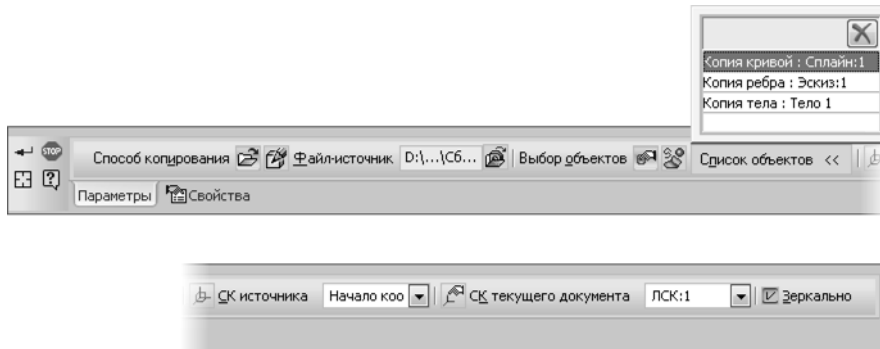 Копия кривой : Сплайн:1
Копия ребра : Эскиз:1
Копия тела : Тело 1
STOP
Способ копирования Файл-источник D:\...\Сб... Выбор объектов Список объектов <<
Параметры Свойства
СК источника Начало коо СК текущего документа ЛСК:1 Зеркально